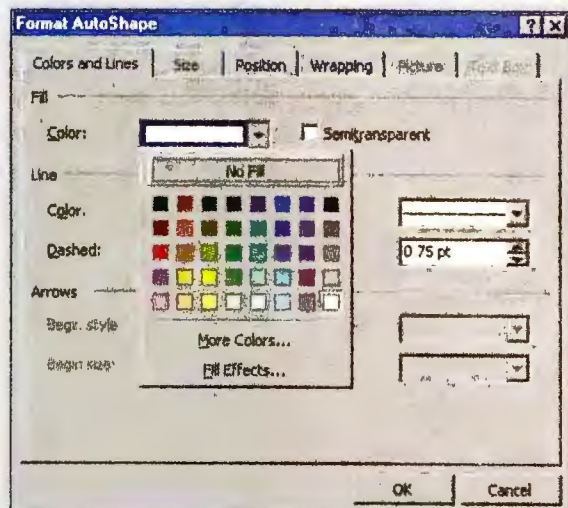 Format AutoShape
Colors and Lines Size Position Wrapping Picture Text Box
Fill
Color: Semitransparent
No Fill
Line
Color.
Dashed: 0 75 pt
Arrows
Begin style
Begin size:
More Colors...
Fill Effects...
OK Cancel